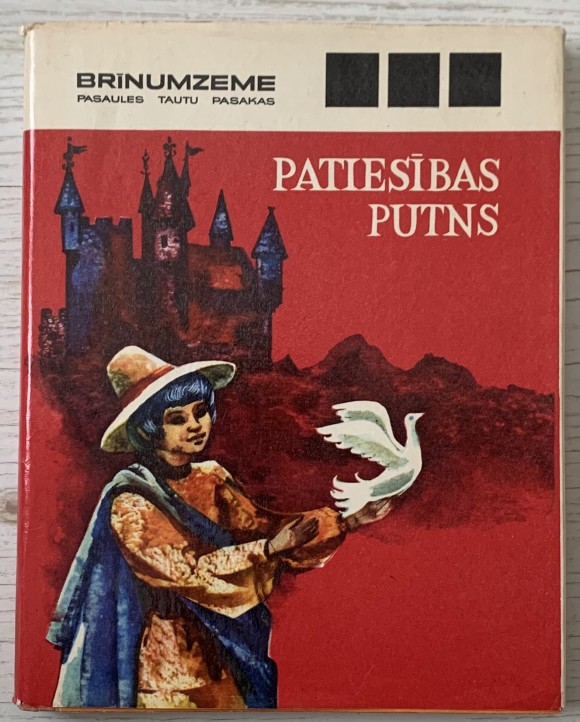 BRĪNUMZEME
PASAULES TAUTU PASAKAS
PATIESĪBAS
PUTNS